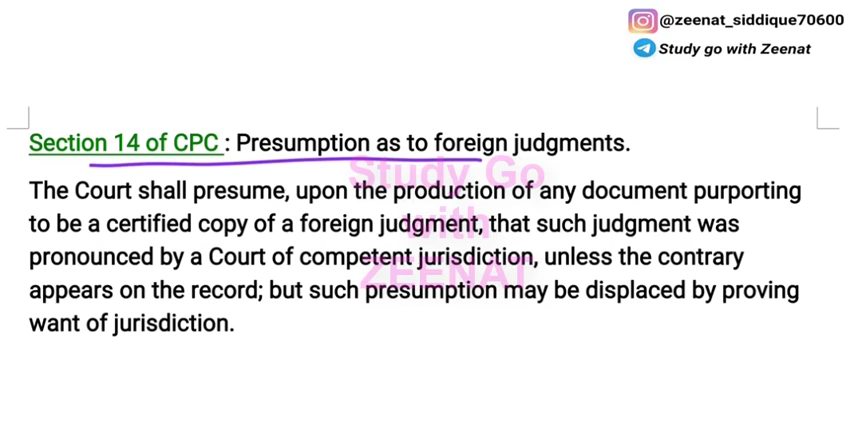 @zeenat_siddique70600
Study go with Zeenat
Section 14 of CPC : Presumption as to foreign judgments.
The Court shall presume, upon the production of any document purporting
to be a certified copy of a foreign judgment, that such judgment was
pronounced by a Court of competent jurisdiction, unless the contrary
appears on the record; but such presumption may be displaced by proving
want of jurisdiction.
Study Go
with
ZEENAT